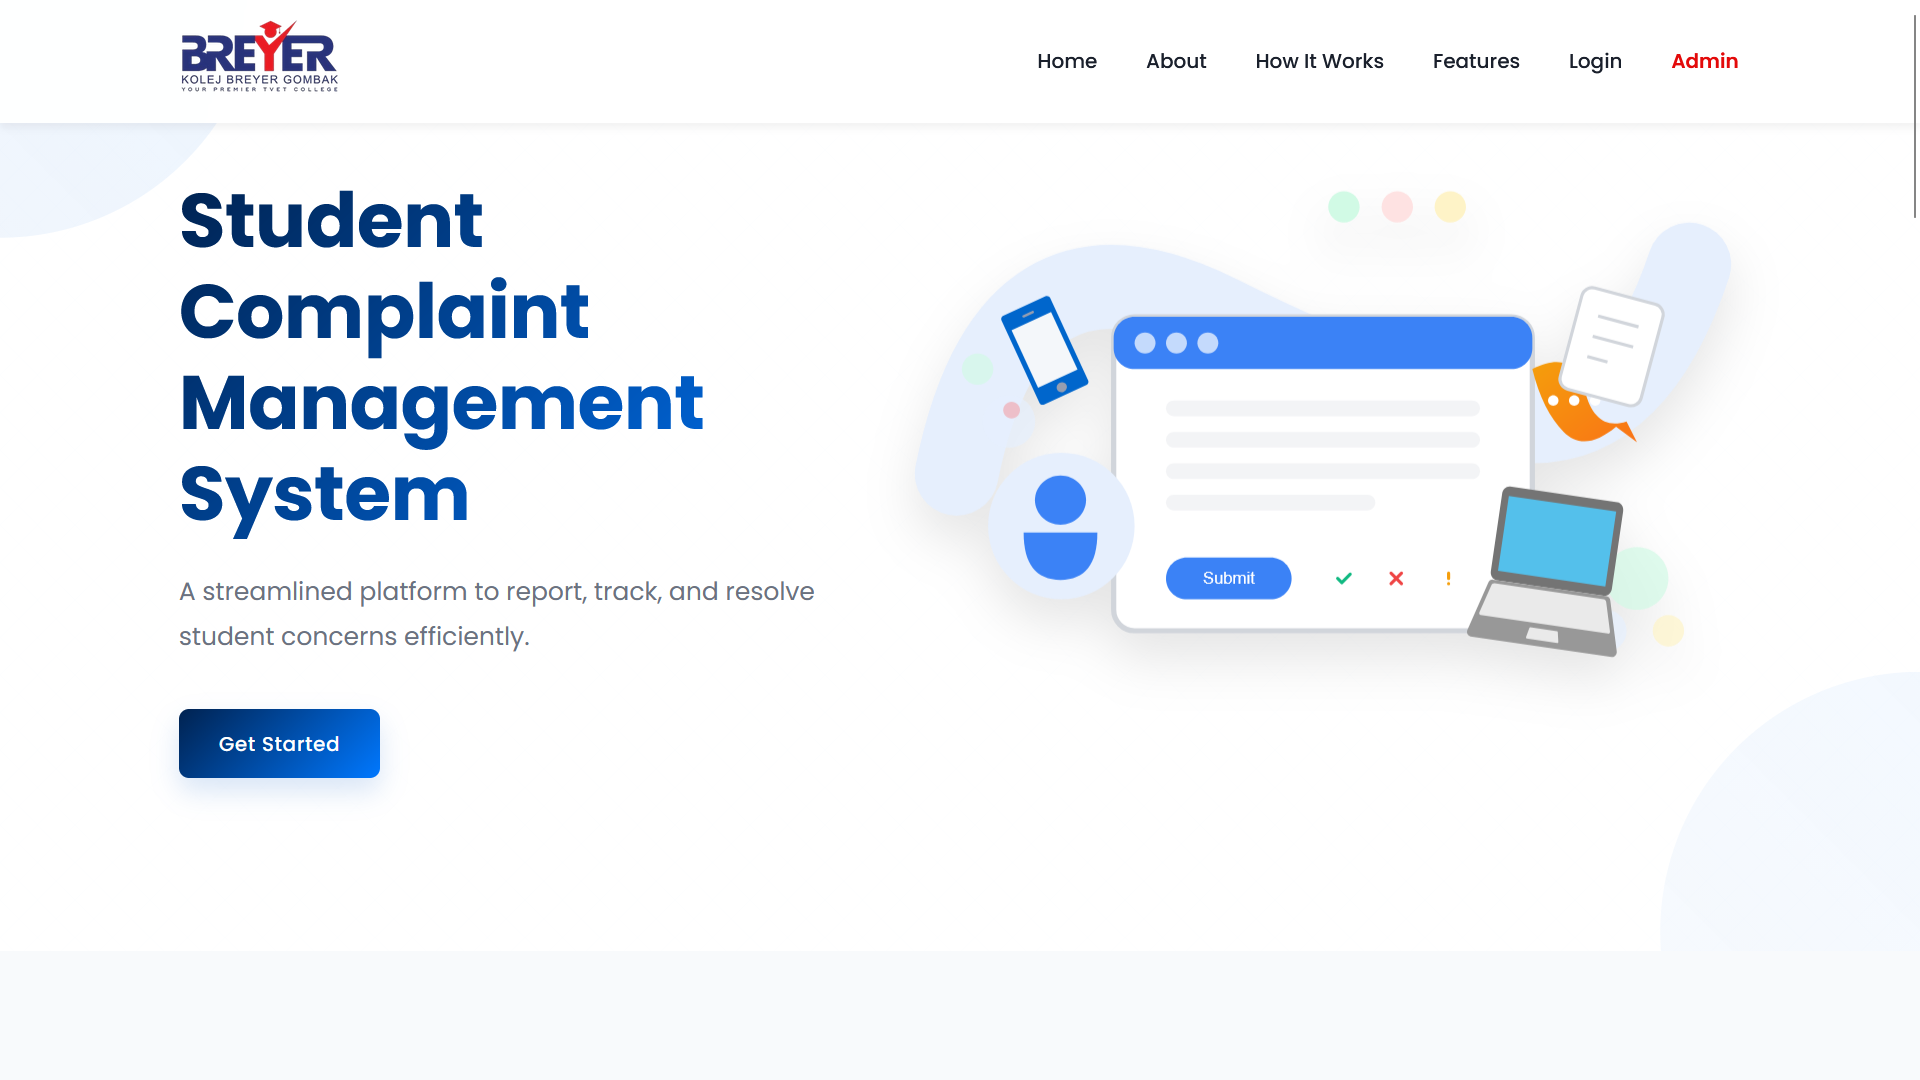 BREYER
KOLEJ BREYER GOMBAK
YOUR PREMIER TVET COLLEGE
Home About How It Works Features Login Admin
Student
Complaint
Management
System
A streamlined platform to report, track, and resolve
student concerns efficiently.
Get Started
Submit